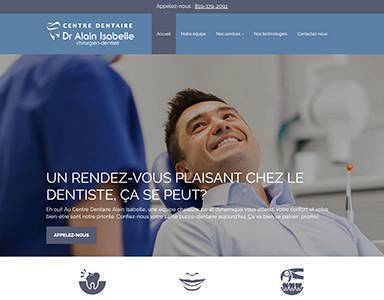 Appelez-nous : 819-379-2091
CENTRE DENTAIRE
Dr Alain Isabelle
chirurgien-dentiste
Accueil
Notre équipe
Nos services
Nos technologies
Contactez-nous
UN RENDEZ-VOUS PLAISANT CHEZ LE
DENTISTE, ÇA SE PEUT?
Eh oui! Au Centre Dentaire Alain Isabelle, une équipe chaleureuse et dynamique vous attend. Votre confort et votre
bien-être sont notre priorité. Confiez-nous votre santé bucco-dentaire aujourd'hui. Ça va bien se passer, promis!
APPELEZ-NOUS